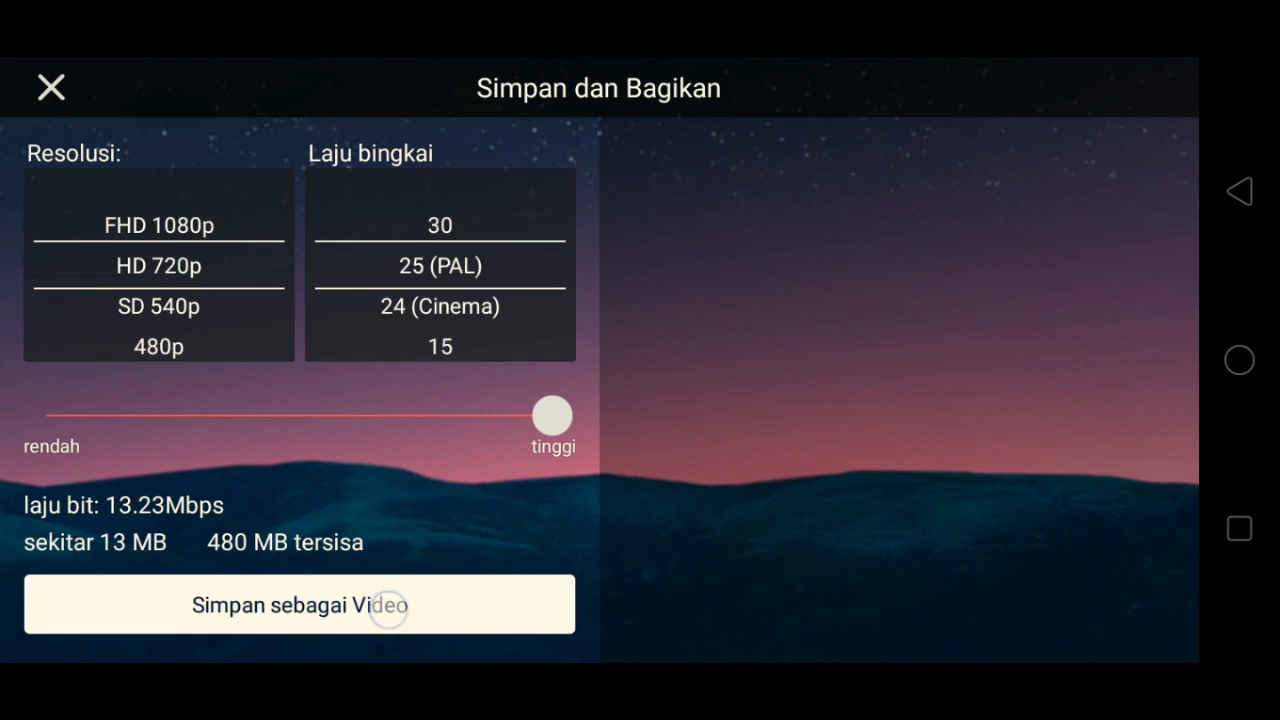 Simpan dan Bagikan
Resolusi:
Laju bingkai
FHD 1080p
HD 720p
SD 540p
480p
30
25 (PAL)
24 (Cinema)
15
rendah
tinggi
laju bit: 13.23Mbps
sekitar 13 MB 480 MB tersisa
Simpan sebagai Video